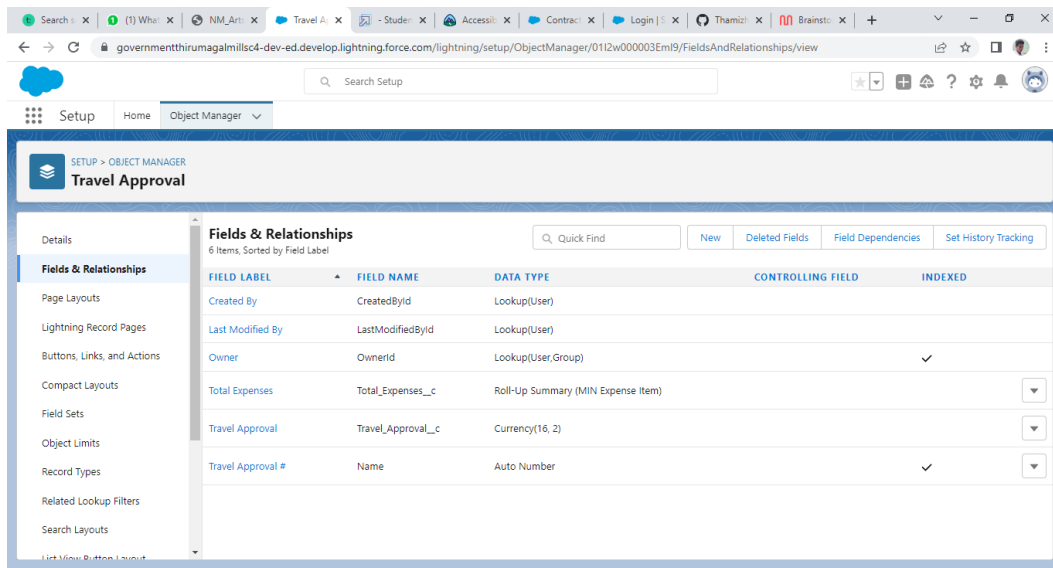 Search s
(1) What
NM_Arts
Travel A
- Studen
Accessib
Contract
Login | S
Thamizh
Brainsto
governmentthirumagalmillsc4-dev-ed.develop.lightning.force.com/lightning/setup/ObjectManager/01I2w000003EmI9/FieldsAndRelationships/view
Search Setup
Setup
Home
Object Manager
SETUP > OBJECT MANAGER
Travel Approval
Details
Fields & Relationships
Page Layouts
Lightning Record Pages
Buttons, Links, and Actions
Compact Layouts
Field Sets
Object Limits
Record Types
Related Lookup Filters
Search Layouts
List View Button Layout
Fields & Relationships
6 Items, Sorted by Field Label
Quick Find
New
Deleted Fields
Field Dependencies
Set History Tracking
FIELD LABEL FIELD NAME DATA TYPE CONTROLLING FIELD INDEXED
Created By CreatedById Lookup(User)
Last Modified By LastModifiedById Lookup(User)
Owner OwnerId Lookup(User,Group)
Total Expenses Total_Expenses__c Roll-Up Summary (MIN Expense Item)
Travel Approval Travel_Approval__c Currency(16, 2)
Travel Approval # Name Auto Number